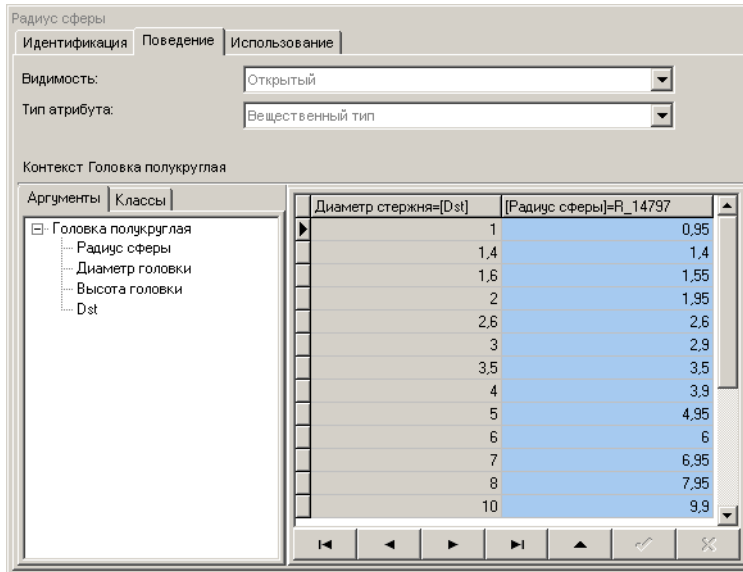 Радиус сферы
Идентификация Поведение Использование
Видимость: Открытый
Тип атрибута: Вещественный тип
Контекст Головка полукруглая
Аргументы Классы
Головка полукруглая
Радиус сферы
Диаметр головки
Высота головки
Dst
Диаметр стержня=[Dst] [Радиус сферы]=R_14797
1 0,95
1,4 1,4
1,6 1,55
2 1,95
2,6 2,6
3 2,9
3,5 3,5
4 3,9
5 4,95
6 6
7 6,95
8 7,95
10 9,9